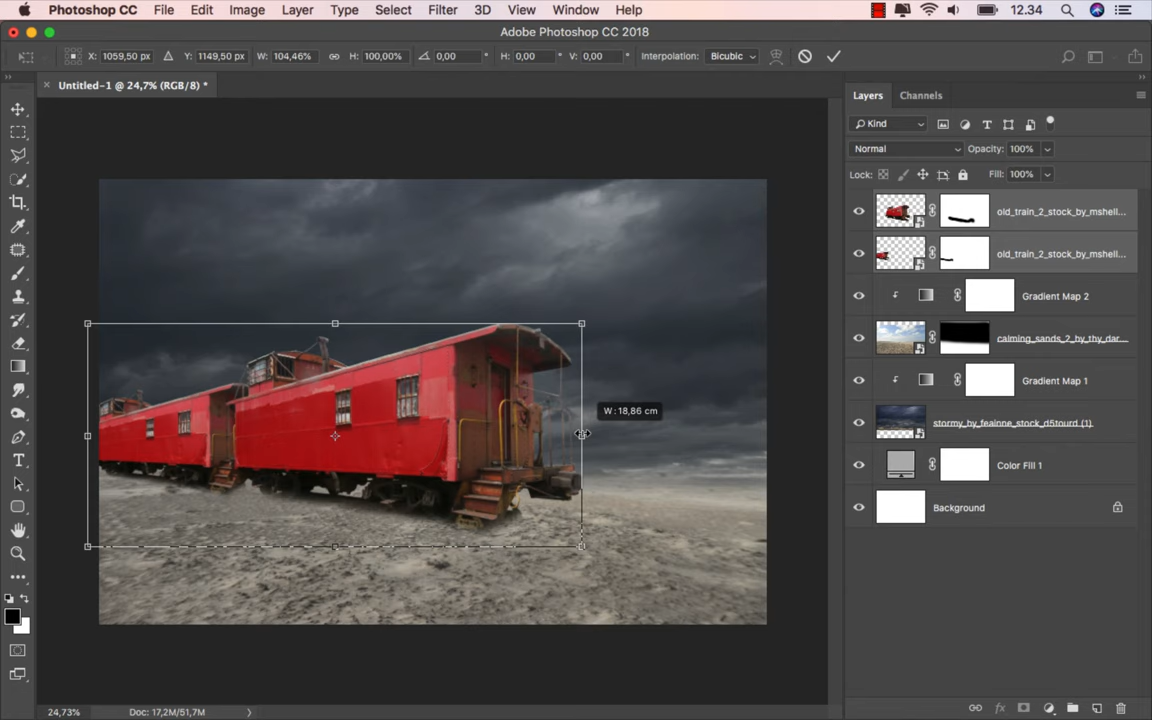 Photoshop CC File Edit Image Layer Type Select Filter 3D View Window Help 12.34
Adobe Photoshop CC 2018
X: 1059,50 px Y: 1149,50 px W: 104,46% H: 100,00% 0,00 H: 0,00 V: 0,00 Interpolation: Bicubic
× Untitled-1 @ 24,7% (RGB/8) *
Layers Channels
Kind
Normal Opacity: 100%
Lock: Fill: 100%
old_train_2_stock_by_mshell...
old_train_2_stock_by_mshell...
Gradient Map 2
calming_sands_2_by_thy_dar...
Gradient Map 1
W: 18,86 cm
stormy_by_feainne_stock_d5tourd (1)
Color Fill 1
Background
24,73% Doc: 17,2M/51,7M